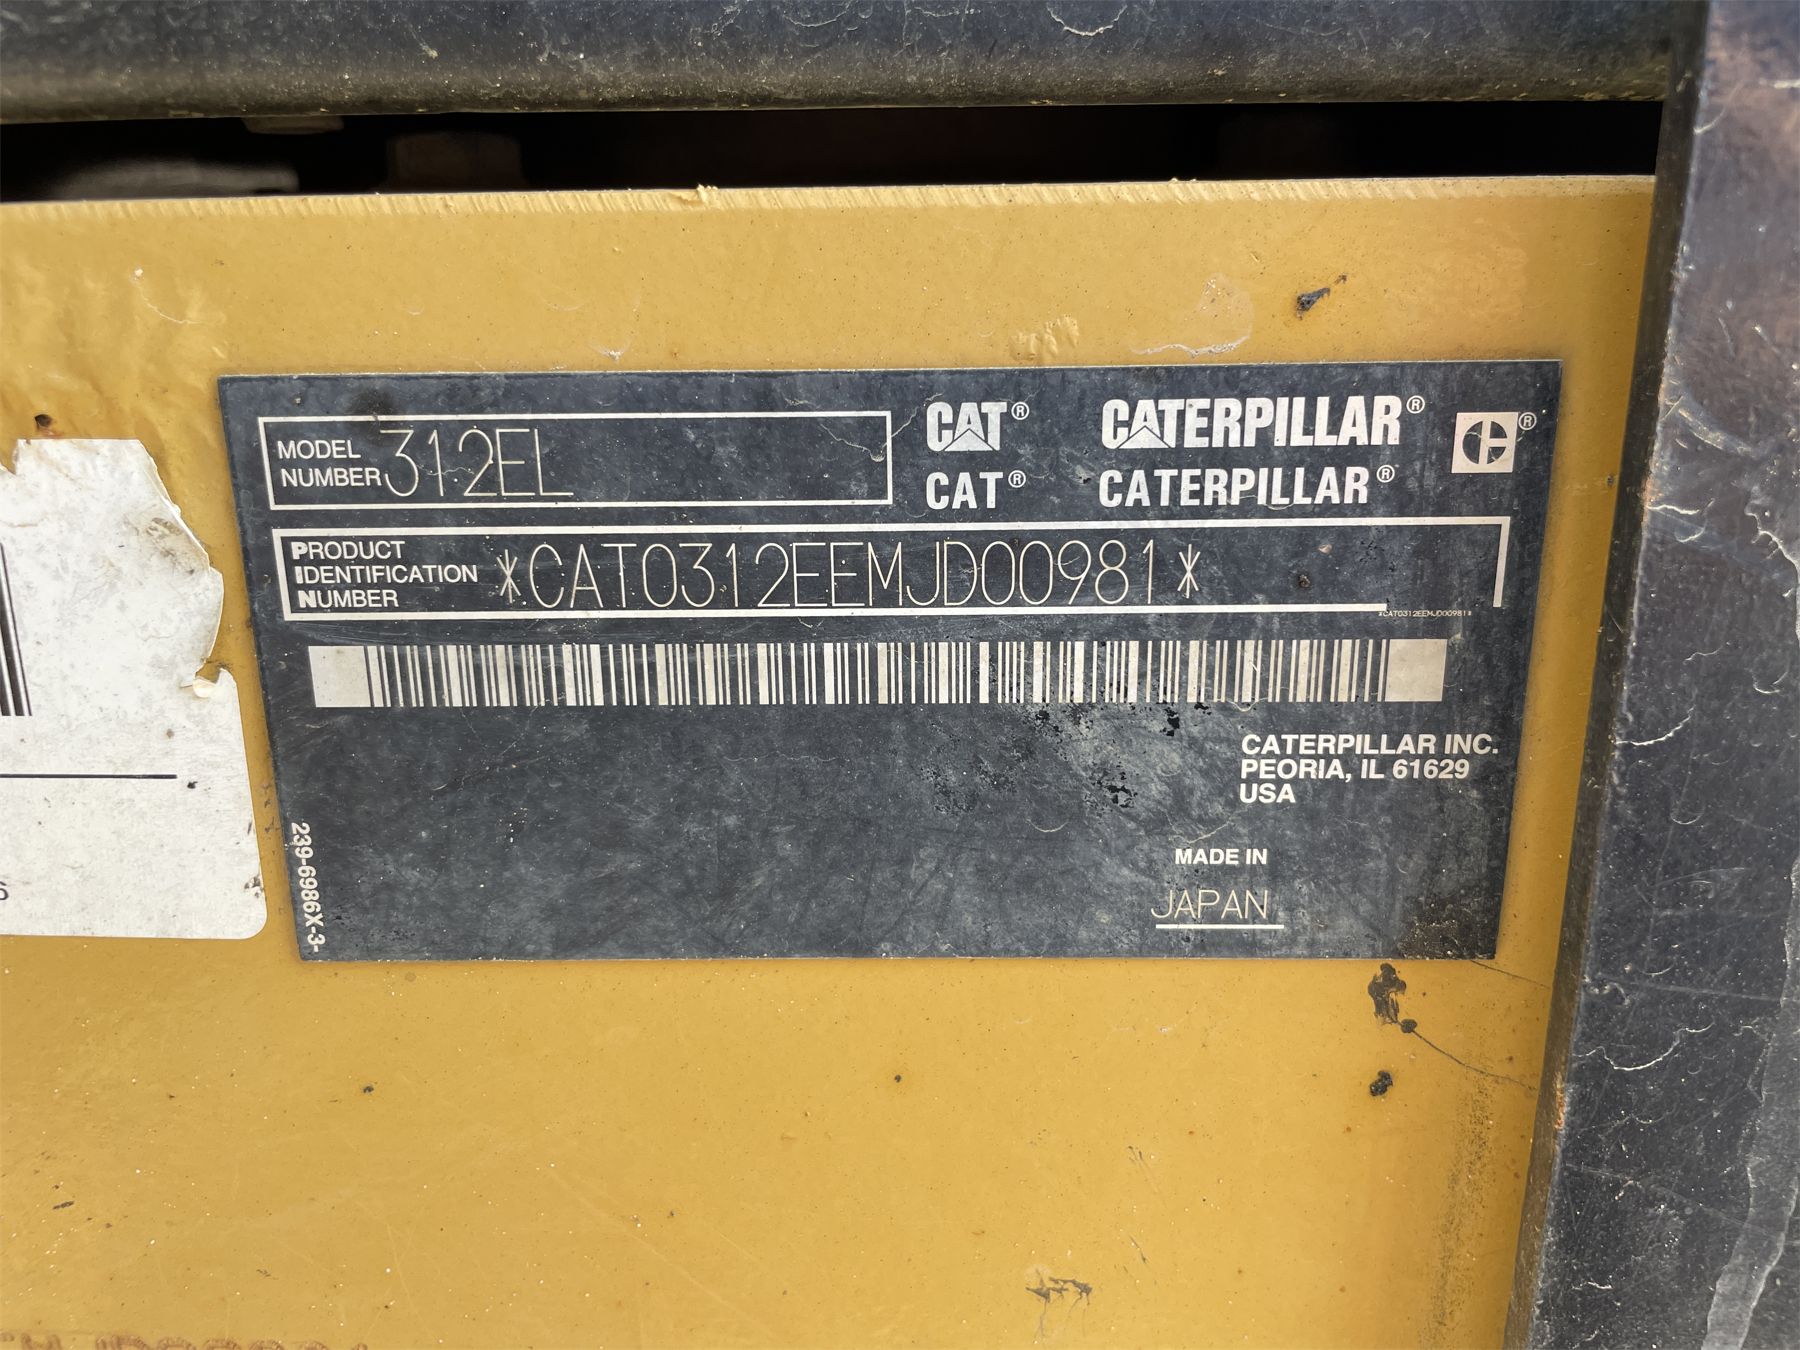 MODEL
NUMBER 312EL
CAT® CATERPILLAR® ®
CAT® CATERPILLAR®
PRODUCT
IDENTIFICATION
NUMBER *CAT0312EEMJD00981*
*CAT0312EEMJD00981*
CATERPILLAR INC.
PEORIA, IL 61629
USA
MADE IN
JAPAN
239-6986X-3-